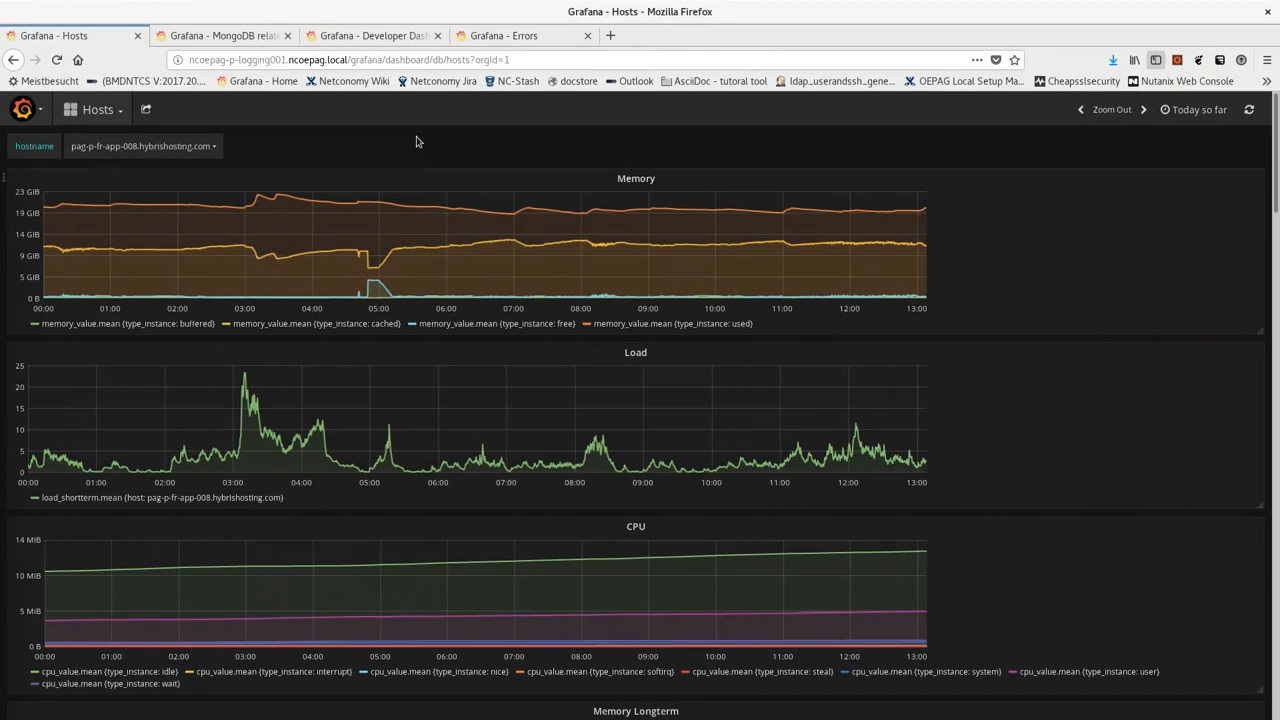 Grafana - Hosts - Mozilla Firefox
Grafana - Hosts
Grafana - MongoDB relate
Grafana - Developer Dash
Grafana - Errors
ncoepag-p-logging001.ncoepag.local/grafana/dashboard/db/hosts?orgId=1
Meistbesucht
(BMDNTCS) V:2017.20....
Grafana - Home
Netconomy Wiki
Netconomy Jira
NC-Stash
docstore
Outlook
AsciiDoc - tutorial tool
ldap_userandssh_gene...
OEPAG Local Setup Ma...
CheapsslSecurity
Nutanix Web Console
Hosts
Zoom Out
Today so far
hostname
pag-p-fr-app-008.hybrishosting.com
Memory
23 GiB
19 GiB
14 GiB
9 GiB
5 GiB
0 B
00:00 01:00 02:00 03:00 04:00 05:00 06:00 07:00 08:00 09:00 10:00 11:00 12:00 13:00
memory_value.mean {type_instance: buffered} memory_value.mean {type_instance: cached} memory_value.mean {type_instance: free} memory_value.mean {type_instance: used}
Load
25
20
15
10
5
0
00:00 01:00 02:00 03:00 04:00 05:00 06:00 07:00 08:00 09:00 10:00 11:00 12:00 13:00
load_shortterm.mean {host: pag-p-fr-app-008.hybrishosting.com}
CPU
14 MiB
10 MiB
5 MiB
0 B
00:00 01:00 02:00 03:00 04:00 05:00 06:00 07:00 08:00 09:00 10:00 11:00 12:00 13:00
cpu_value.mean {type_instance: idle} cpu_value.mean {type_instance: interrupt} cpu_value.mean {type_instance: nice} cpu_value.mean {type_instance: softirq} cpu_value.mean {type_instance: steal} cpu_value.mean {type_instance: system} cpu_value.mean {type_instance: user}
cpu_value.mean {type_instance: wait}
Memory Longterm